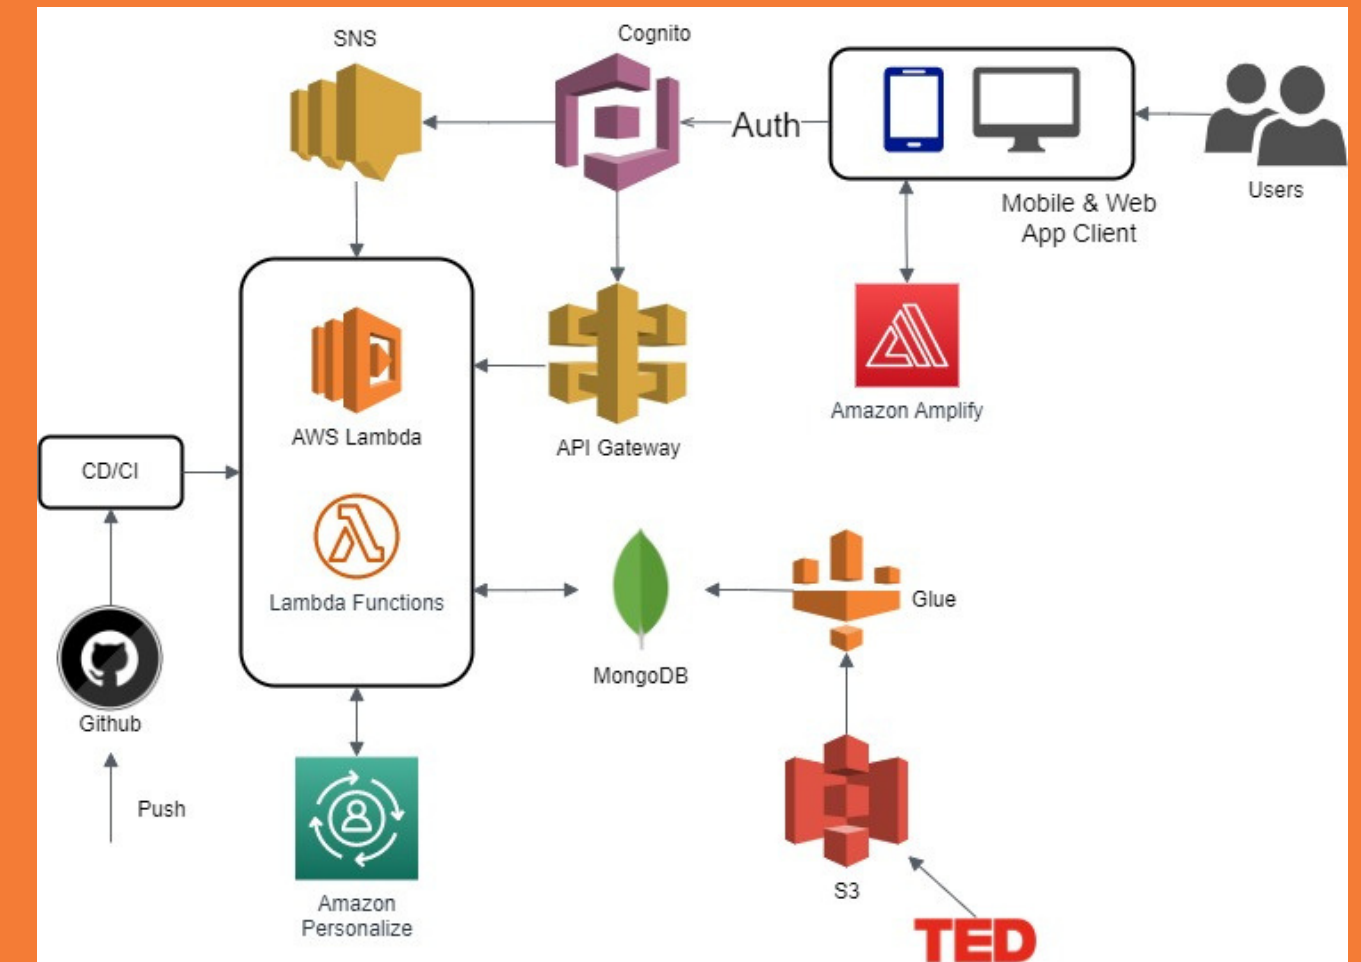 SNS
Cognito
Auth
Users
Mobile & Web
App Client
Amazon Amplify
AWS Lambda
API Gateway
CD/CI
Lambda Functions
Glue
MongoDB
Github
Push
S3
Amazon
Personalize
TED